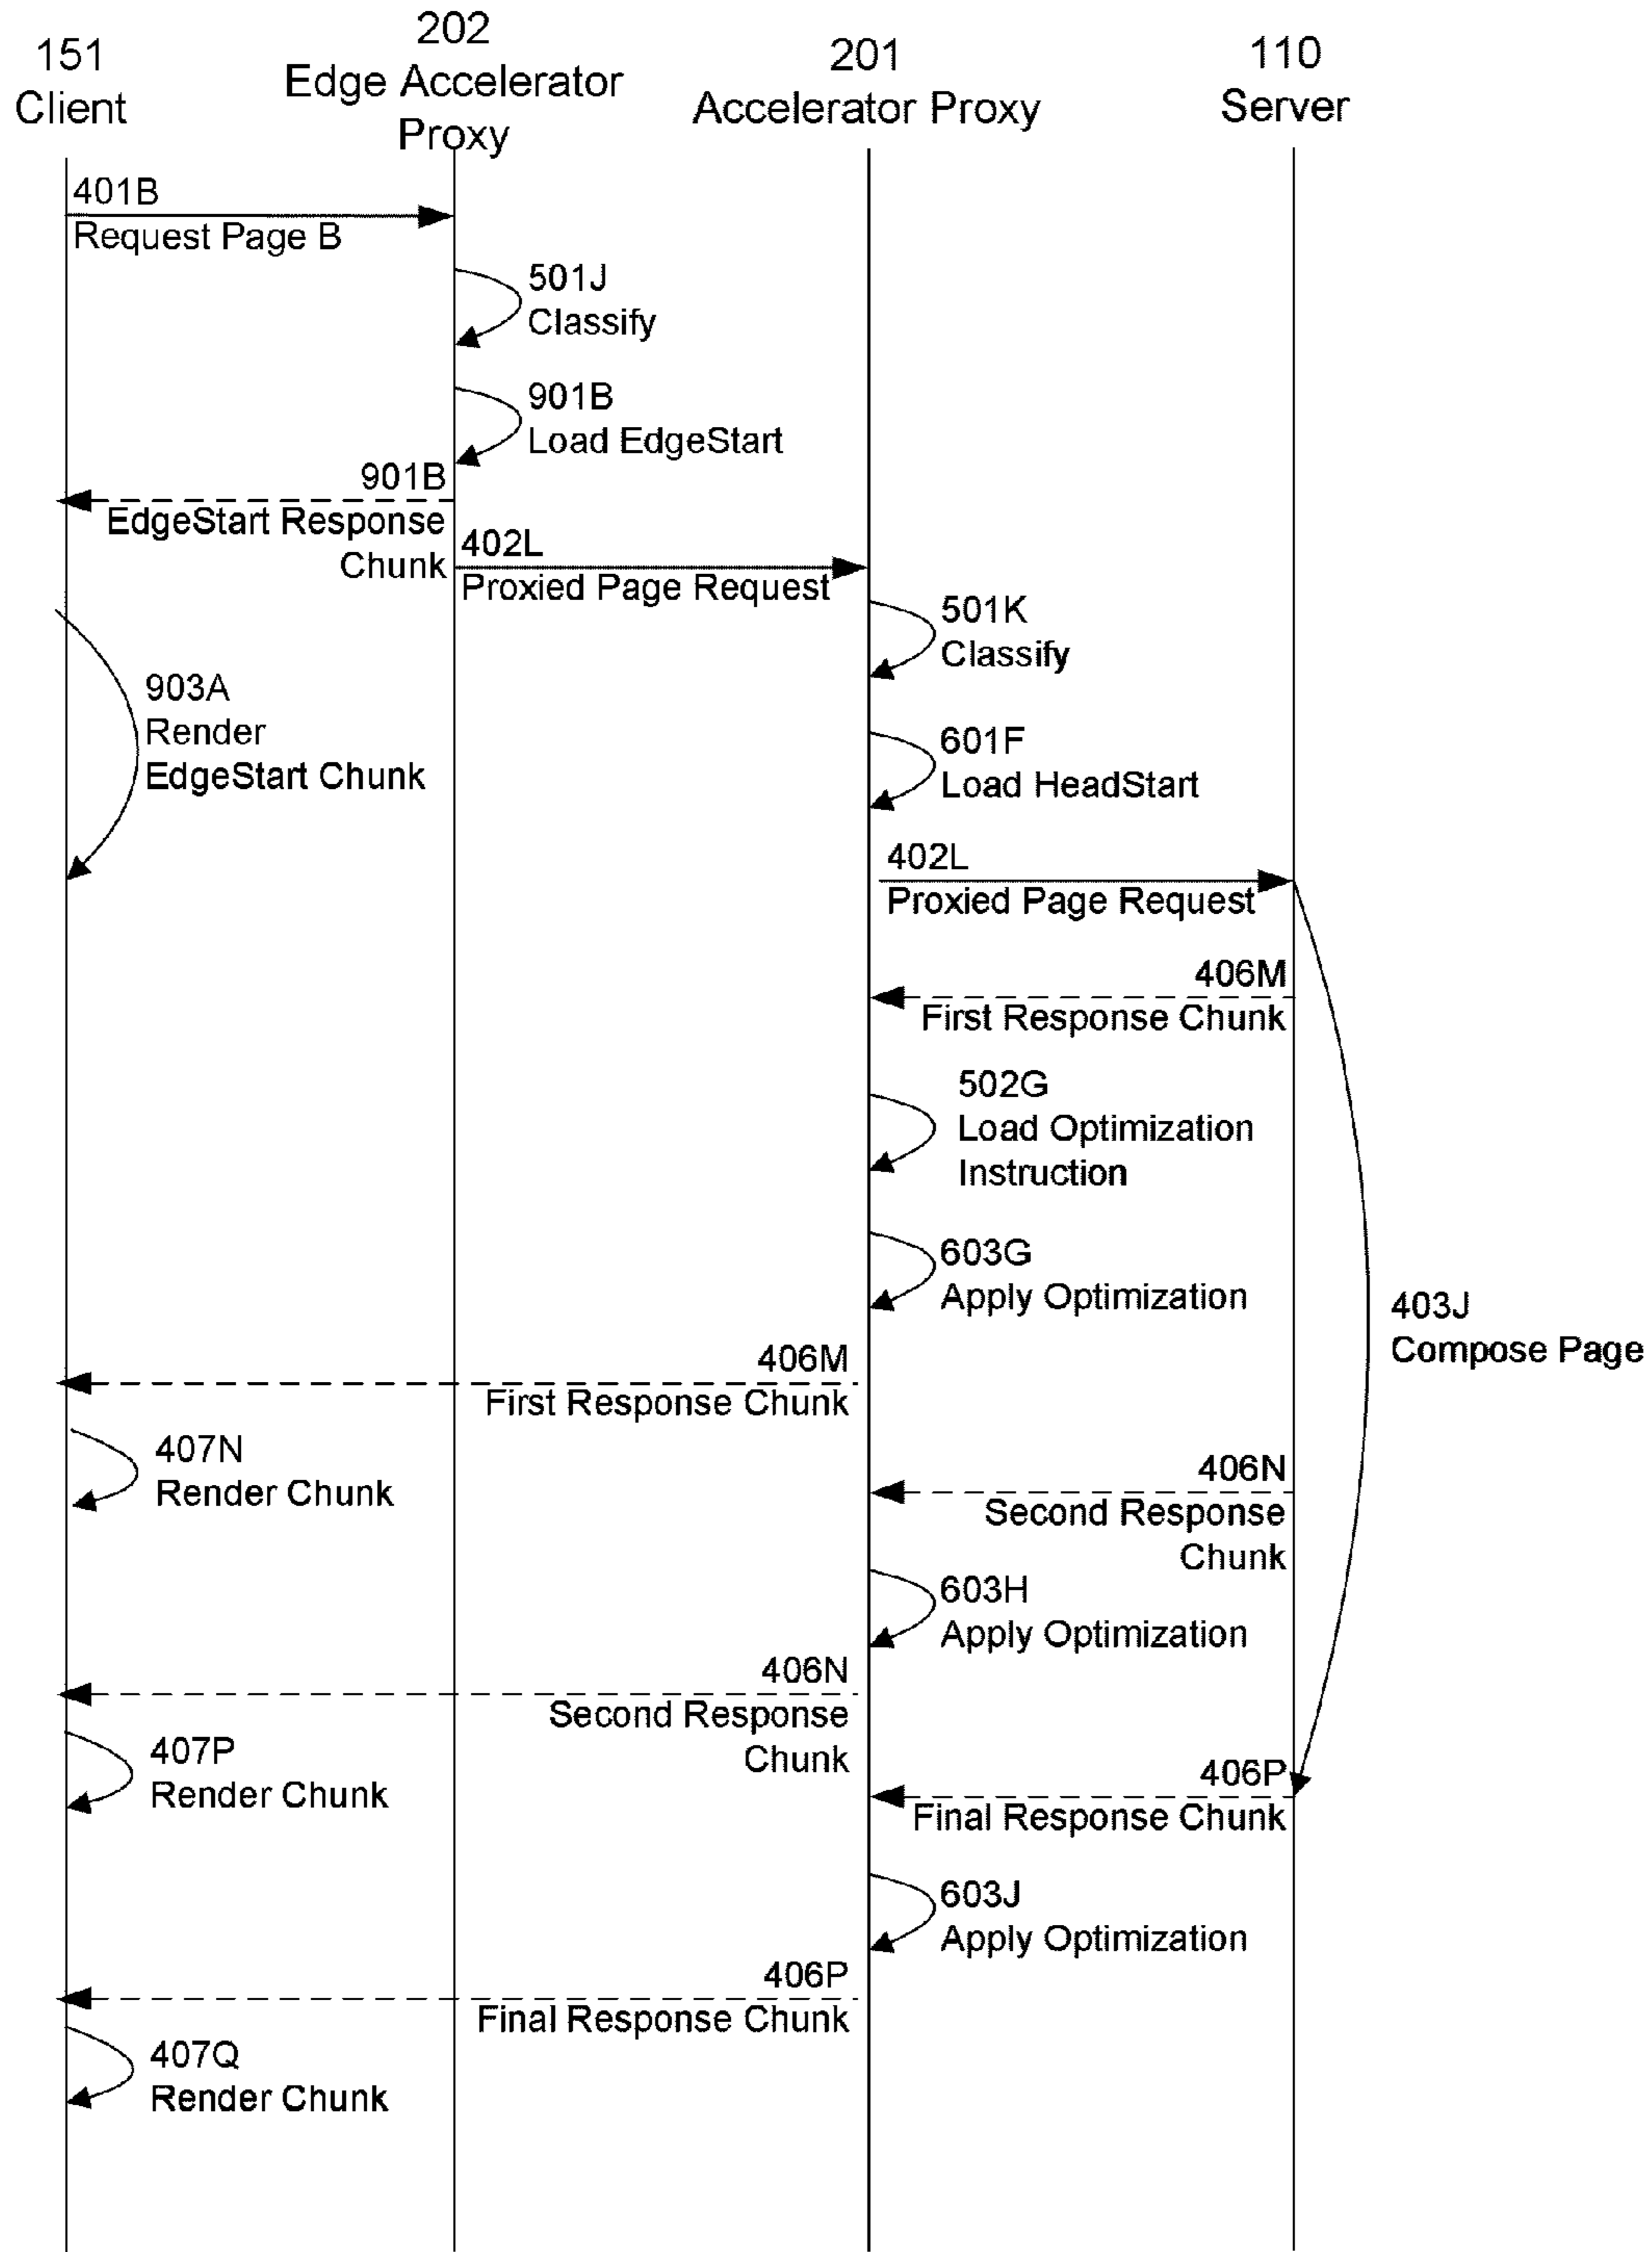 151
Client
202
Edge Accelerator
Proxy
201
Accelerator Proxy
110
Server
401B
Request Page B
501J
Classify
901B
Load EdgeStart
901B
EdgeStart Response
Chunk
402L
Proxied Page Request
501K
Classify
903A
Render
EdgeStart Chunk
601F
Load HeadStart
402L
Proxied Page Request
406M
First Response Chunk
502G
Load Optimization
Instruction
603G
Apply Optimization
403J
Compose Page
406M
First Response Chunk
407N
Render Chunk
406N
Second Response
Chunk
603H
Apply Optimization
406N
Second Response
Chunk
407P
Render Chunk
406P
Final Response Chunk
603J
Apply Optimization
406P
Final Response Chunk
407Q
Render Chunk